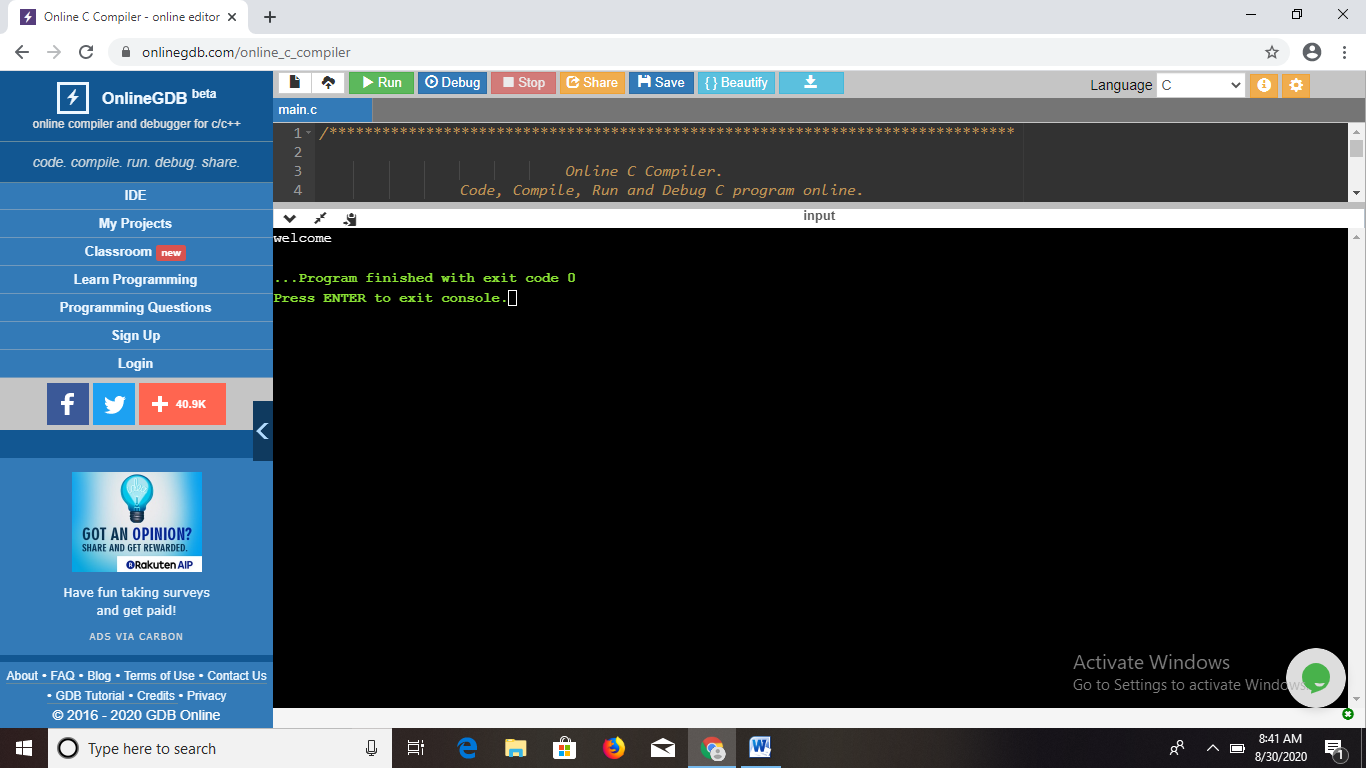 Online C Compiler - online editor
onlinegdb.com/online_c_compiler
OnlineGDB beta
online compiler and debugger for c/c++
code. compile. run. debug. share.
IDE
My Projects
Classroom new
Learn Programming
Programming Questions
Sign Up
Login
40.9K
GOT AN OPINION?
SHARE AND GET REWARDED.
Rakuten AIP
Have fun taking surveys
and get paid!
ADS VIA CARBON
About • FAQ • Blog • Terms of Use • Contact Us
• GDB Tutorial • Credits • Privacy
© 2016 - 2020 GDB Online
Run Debug Stop Share Save { } Beautify
Language C
main.c
1 /******************************************************************************
2
3 Online C Compiler.
4 Code, Compile, Run and Debug C program online.
input
welcome
...Program finished with exit code 0
Press ENTER to exit console.
Activate Windows
Go to Settings to activate Windows.
Type here to search
8:41 AM
8/30/2020
1